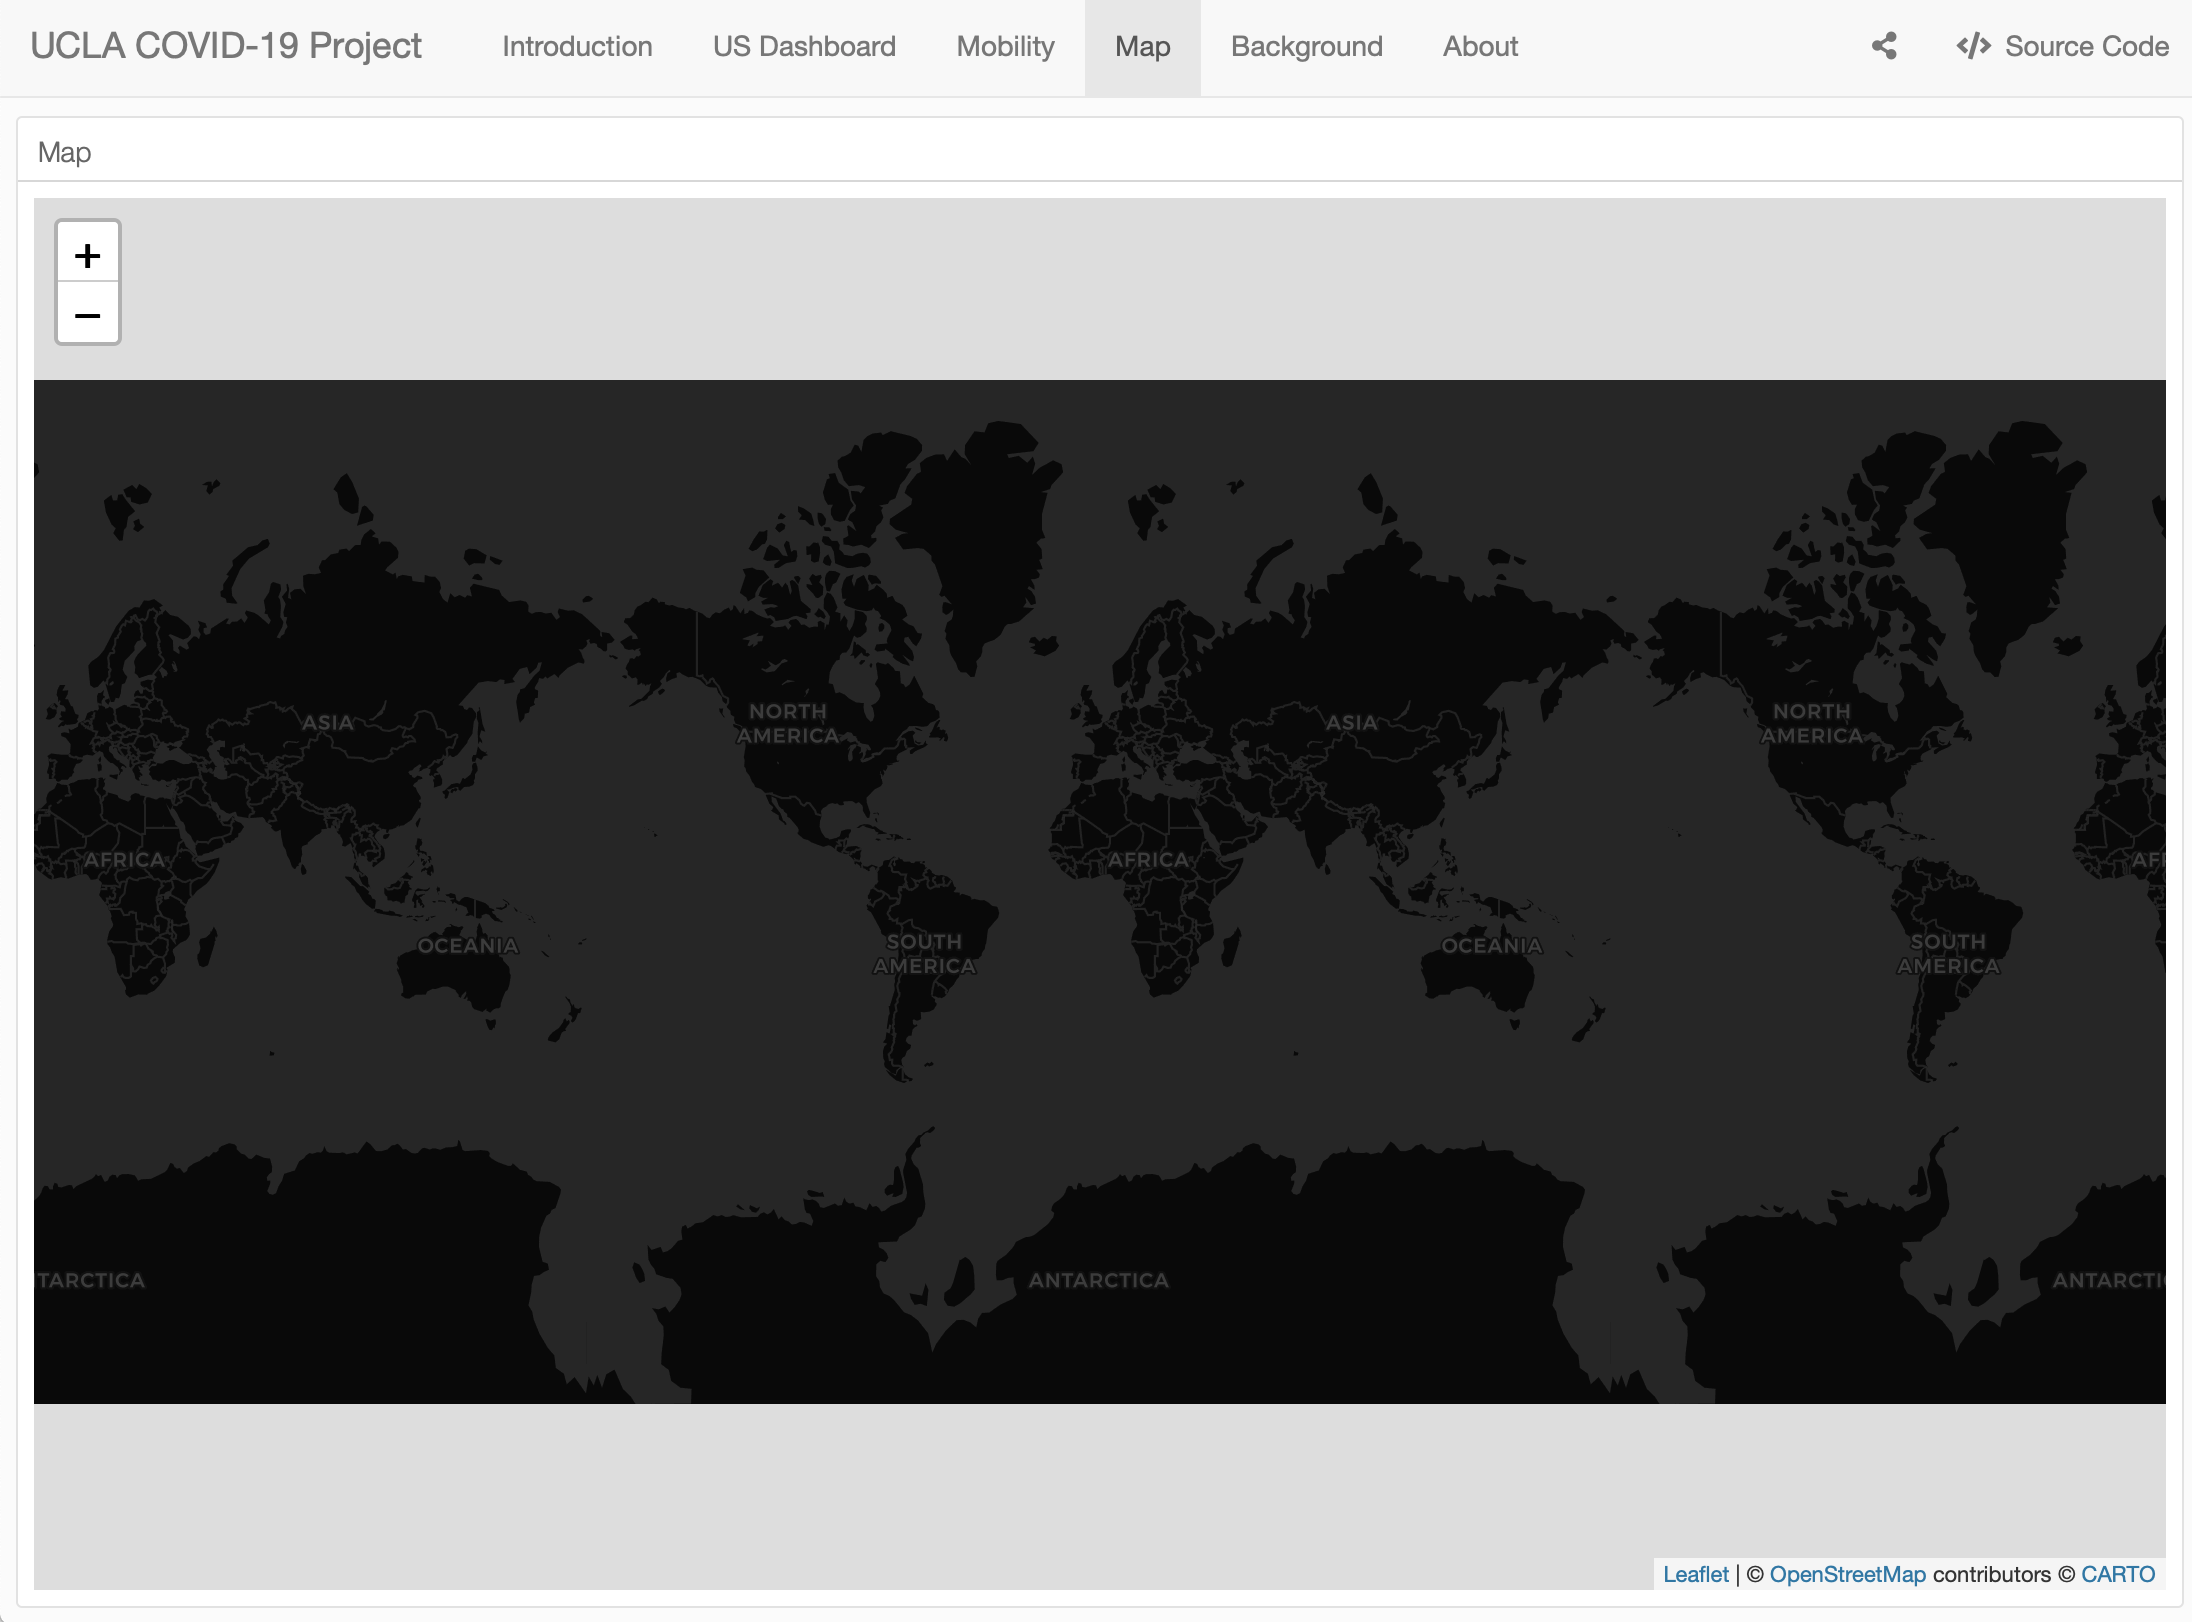 UCLA COVID-19 Project Introduction US Dashboard Mobility Map Background About </> Source Code
Map
+
−
ASIA
NORTH
AMERICA
ASIA
NORTH
AMERICA
AFRICA
AFRICA
AFR
OCEANIA
SOUTH
AMERICA
OCEANIA
SOUTH
AMERICA
TARCTICA
ANTARCTICA
ANTARCTI
Leaflet | © OpenStreetMap contributors © CARTO